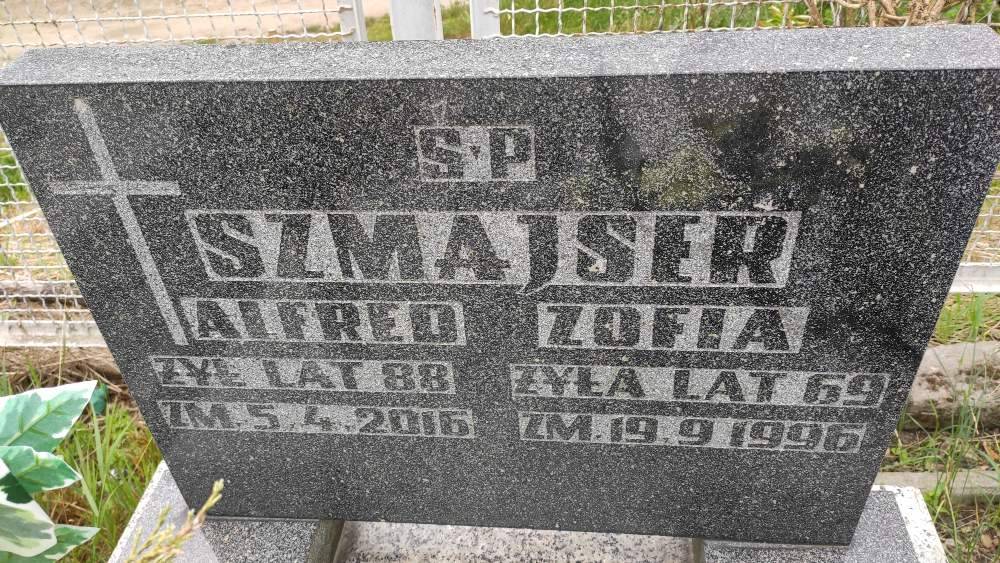 Ś·P
SZMAJSER
ALFRED ZOFIA
ŻYŁ LAT 88 ŻYŁA LAT 69
ZM. 5. 4. 2016 ZM. 19. 9 1996